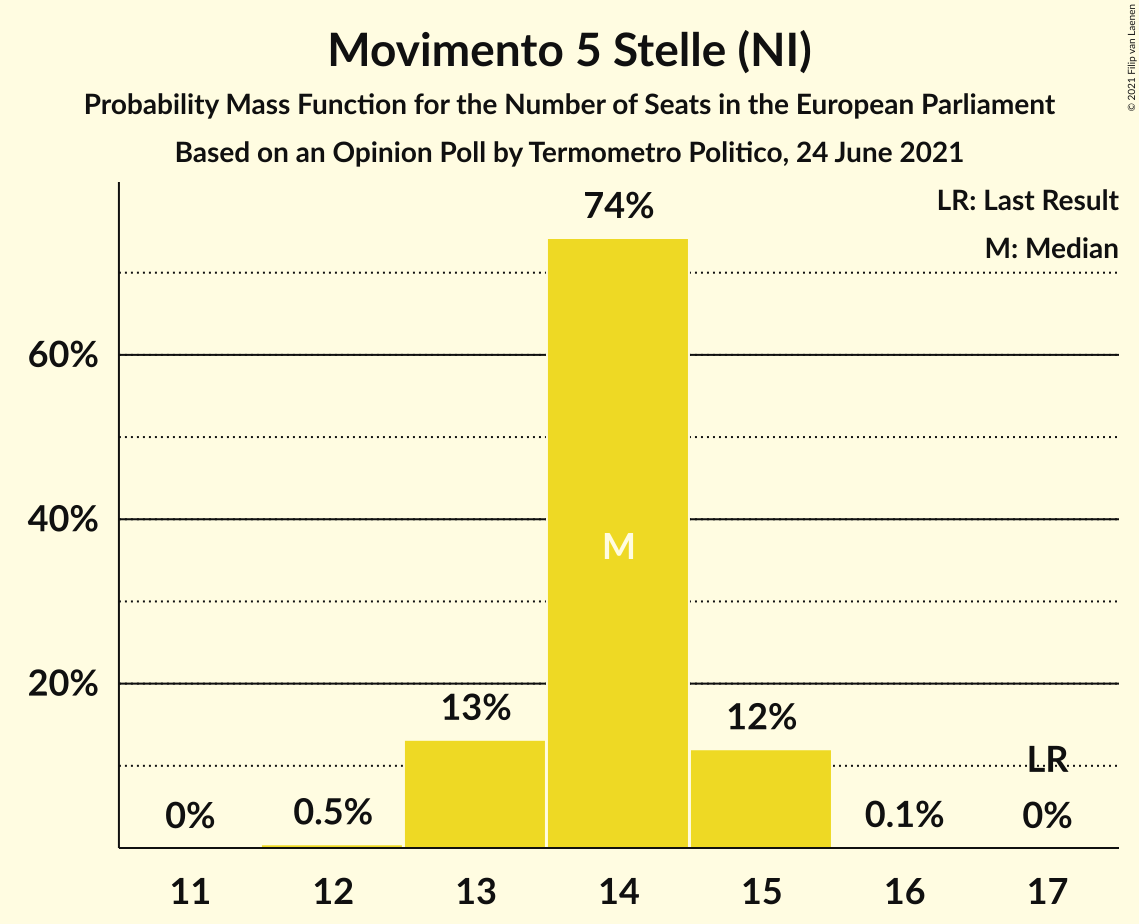 Movimento 5 Stelle (NI)
Probability Mass Function for the Number of Seats in the European Parliament
Based on an Opinion Poll by Termometro Politico, 24 June 2021
© 2021 Filip van Laenen
LR: Last Result
M: Median
60%
40%
20%
0%
0.5%
13%
74%
M
12%
0.1%
LR
0%
11 12 13 14 15 16 17